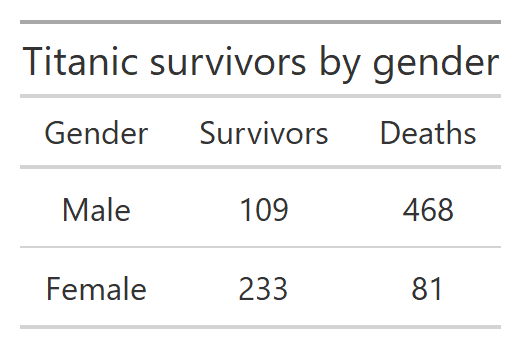 Titanic survivors by gender
Gender Survivors Deaths
Male 109 468
Female 233 81